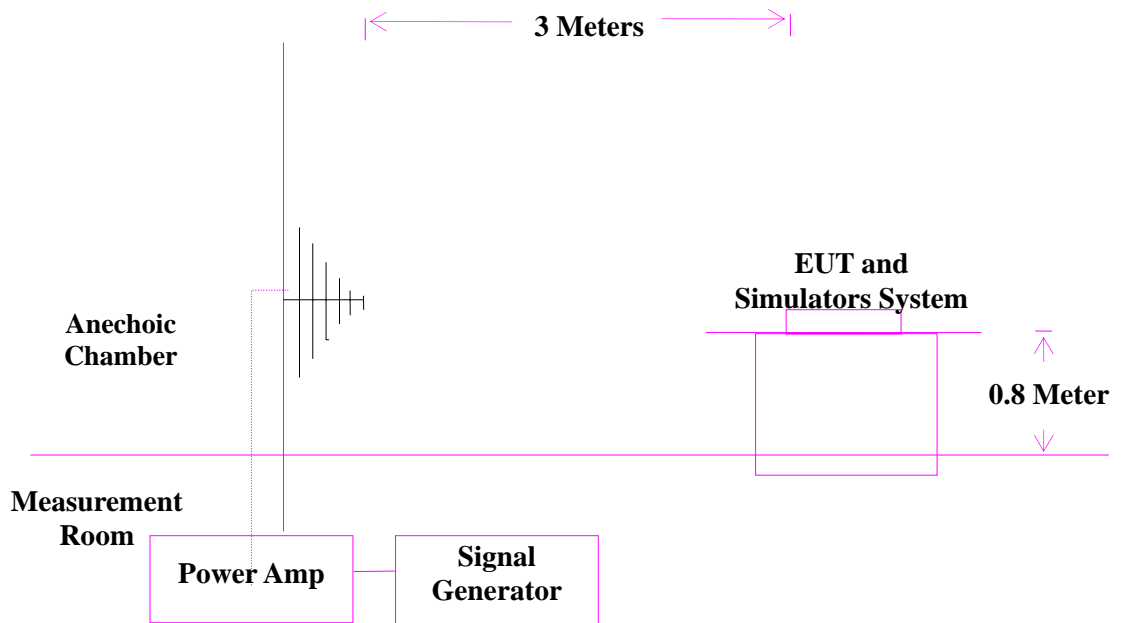 3 Meters
EUT and
Simulators System
Anechoic
Chamber
0.8 Meter
Measurement
Room
Power Amp
Signal
Generator